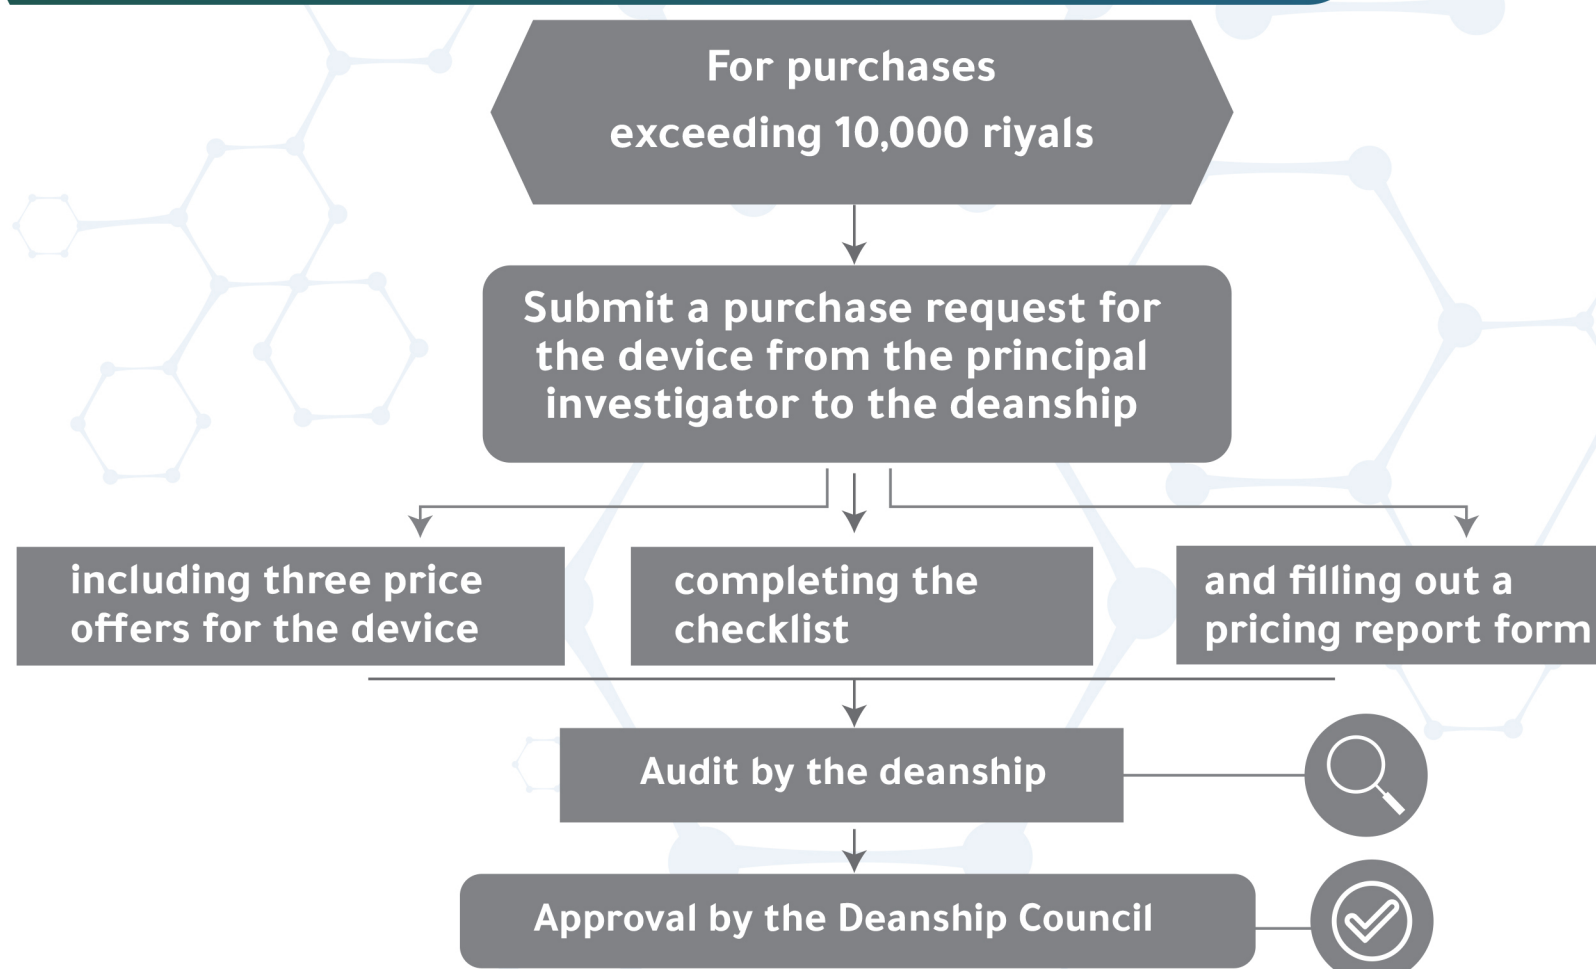 For purchases
exceeding 10,000 riyals
Submit a purchase request for
the device from the principal
investigator to the deanship
including three price
offers for the device
completing the
checklist
and filling out a
pricing report form
Audit by the deanship
Approval by the Deanship Council